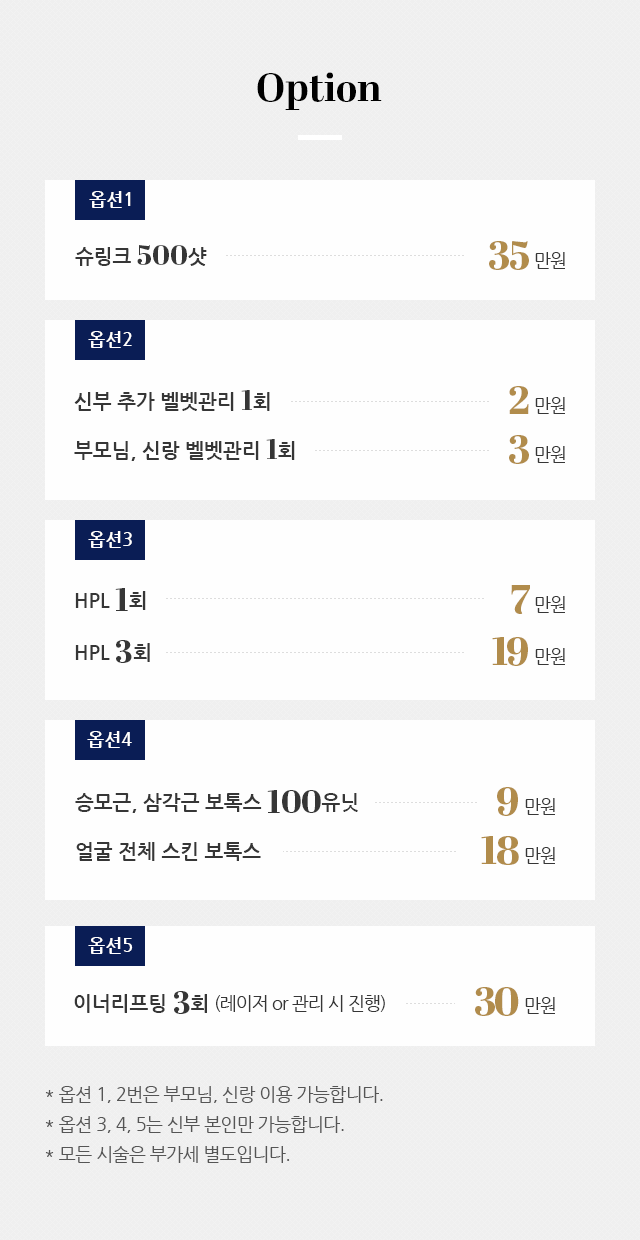 Option
옵션1
슈링크 500샷 35 만원
옵션2
신부 추가 벨벳관리 1회 2 만원
부모님, 신랑 벨벳관리 1회 3 만원
옵션3
HPL 1회 7 만원
HPL 3회 19 만원
옵션4
승모근, 삼각근 보톡스 100유닛 9 만원
얼굴 전체 스킨 보톡스 18 만원
옵션5
이너리프팅 3회 (레이저 or 관리 시 진행) 30 만원
* 옵션 1, 2번은 부모님, 신랑 이용 가능합니다.
* 옵션 3, 4, 5는 신부 본인만 가능합니다.
* 모든 시술은 부가세 별도입니다.